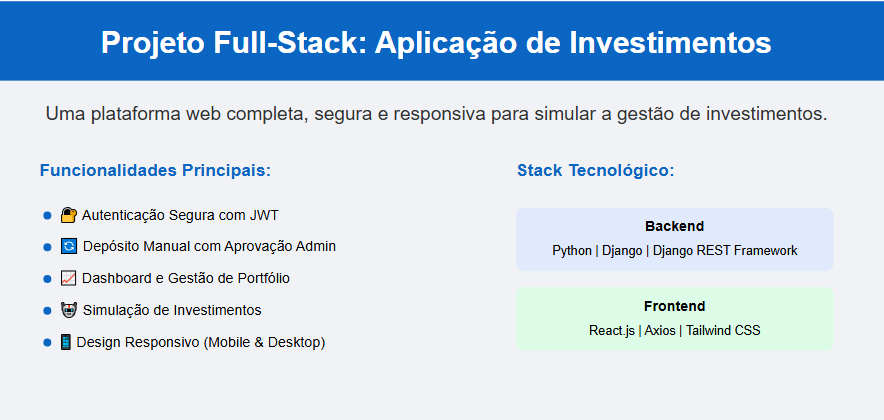 Projeto Full-Stack: Aplicação de Investimentos
Uma plataforma web completa, segura e responsiva para simular a gestão de investimentos.
Funcionalidades Principais:
Autenticação Segura com JWT
Depósito Manual com Aprovação Admin
Dashboard e Gestão de Portfólio
Simulação de Investimentos
Design Responsivo (Mobile & Desktop)
Stack Tecnológico:
Backend
Python | Django | Django REST Framework
Frontend
React.js | Axios | Tailwind CSS